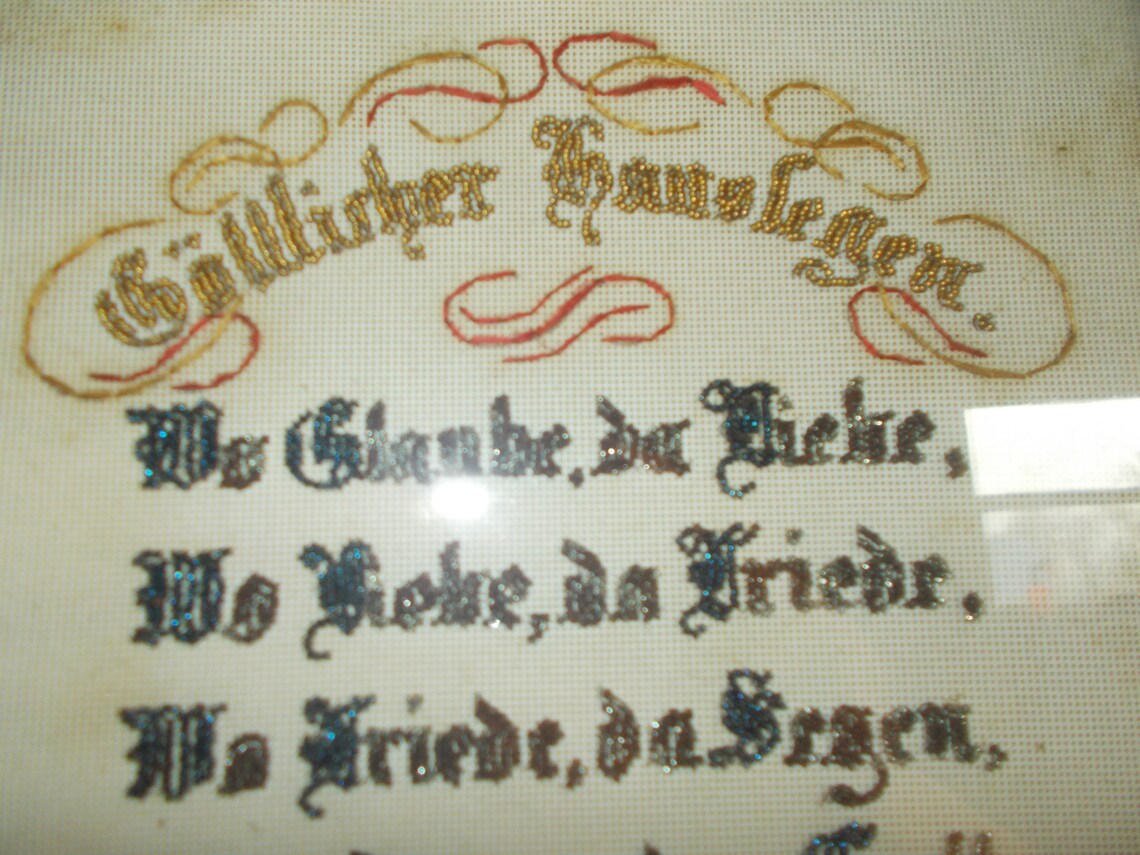 Göttlicher Hausſegen.
Wo Glaube, da Liebe,
Wo Liebe, da Friede,
Wo Friede, da Segen,